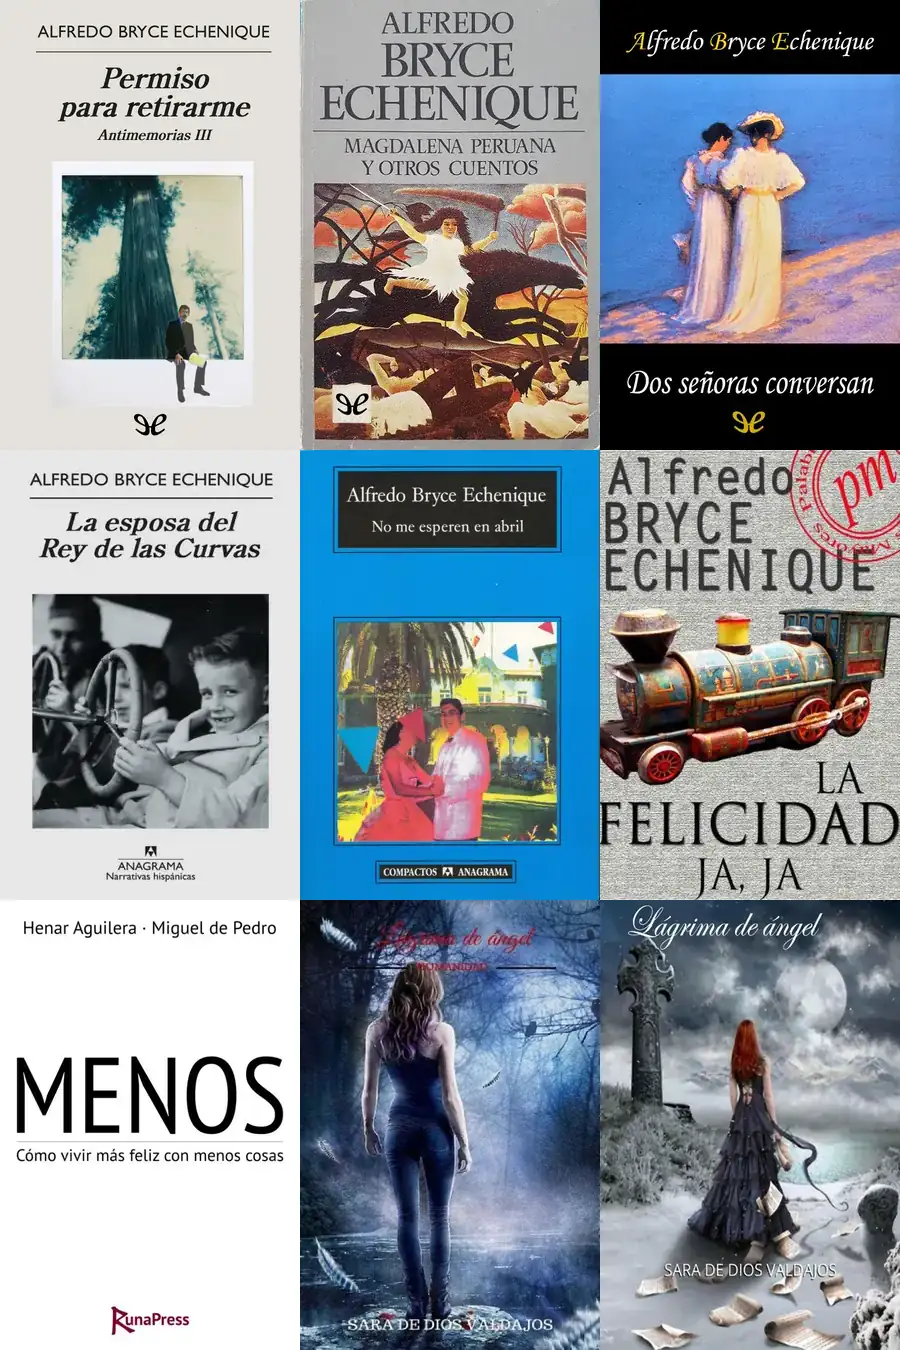 ALFREDO BRYCE ECHENIQUE
Permiso
para retirarme
Antimemorias III
ALFREDO
BRYCE
ECHENIQUE
MAGDALENA PERUANA
Y OTROS CUENTOS
Alfredo Bryce Echenique
Dos señoras conversan
ALFREDO BRYCE ECHENIQUE
La esposa del
Rey de las Curvas
ANAGRAMA
Narrativas hispánicas
Alfredo Bryce Echenique
No me esperen en abril
COMPACTOS ANAGRAMA
Alfredo
BRYCE
ECHENIQUE
pm
LA
FELICIDAD
JA, JA
Henar Aguilera · Miguel de Pedro
MENOS
Cómo vivir más feliz con menos cosas
RunaPress
Lágrima de ángel
HUMANIDAD
SARA DE DIOS VALDAJOS
Lágrima de ángel
SARA DE DIOS VALDAJOS